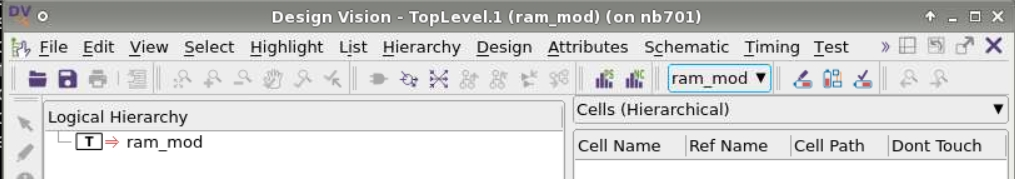 DV
Design Vision - TopLevel.1 (ram_mod) (on nb701)
File Edit View Select Highlight List Hierarchy Design Attributes Schematic Timing Test »
ram_mod
Logical Hierarchy
T ram_mod
Cells (Hierarchical)
Cell Name Ref Name Cell Path Dont Touch